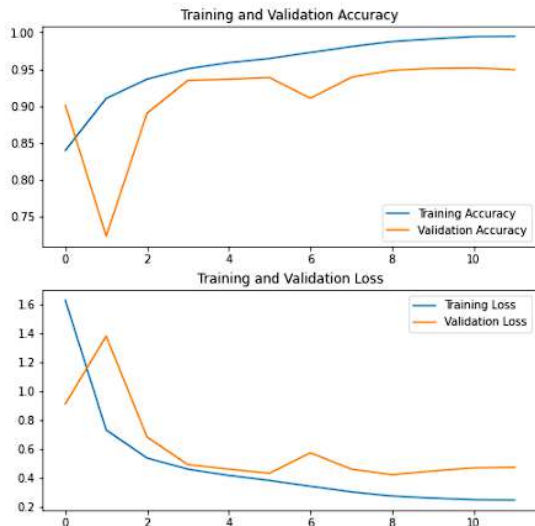 Training and Validation Accuracy
1.00
0.95
0.90
0.85
0.80
0.75
Training Accuracy
Validation Accuracy
0 2 4 6 8 10
Training and Validation Loss
1.6
1.4
1.2
1.0
0.8
0.6
0.4
0.2
Training Loss
Validation Loss
0 2 4 6 8 10